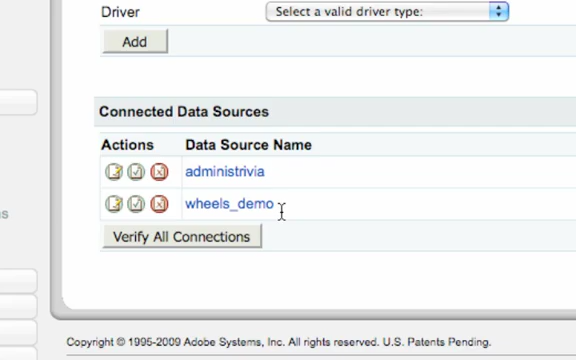 Driver
Select a valid driver type:
Add
Connected Data Sources
Actions Data Source Name
administrivia
wheels_demo
Verify All Connections
s
Copyright © 1995-2009 Adobe Systems, Inc. All rights reserved. U.S. Patents Pending.